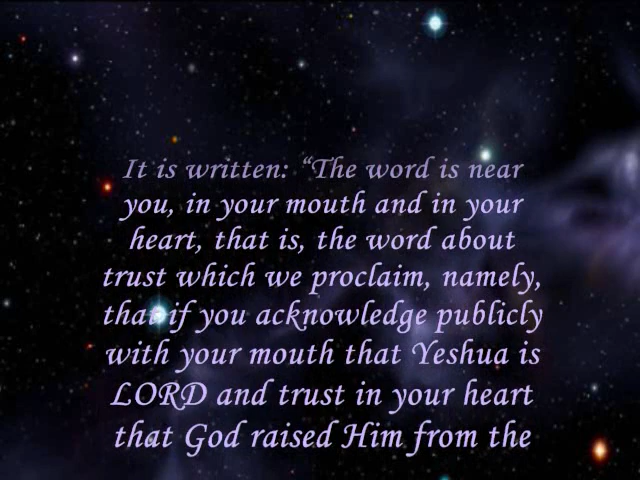 It is written: “The word is near
you, in your mouth and in your
heart, that is, the word about
trust which we proclaim, namely,
that if you acknowledge publicly
with your mouth that Yeshua is
LORD and trust in your heart
that God raised Him from the